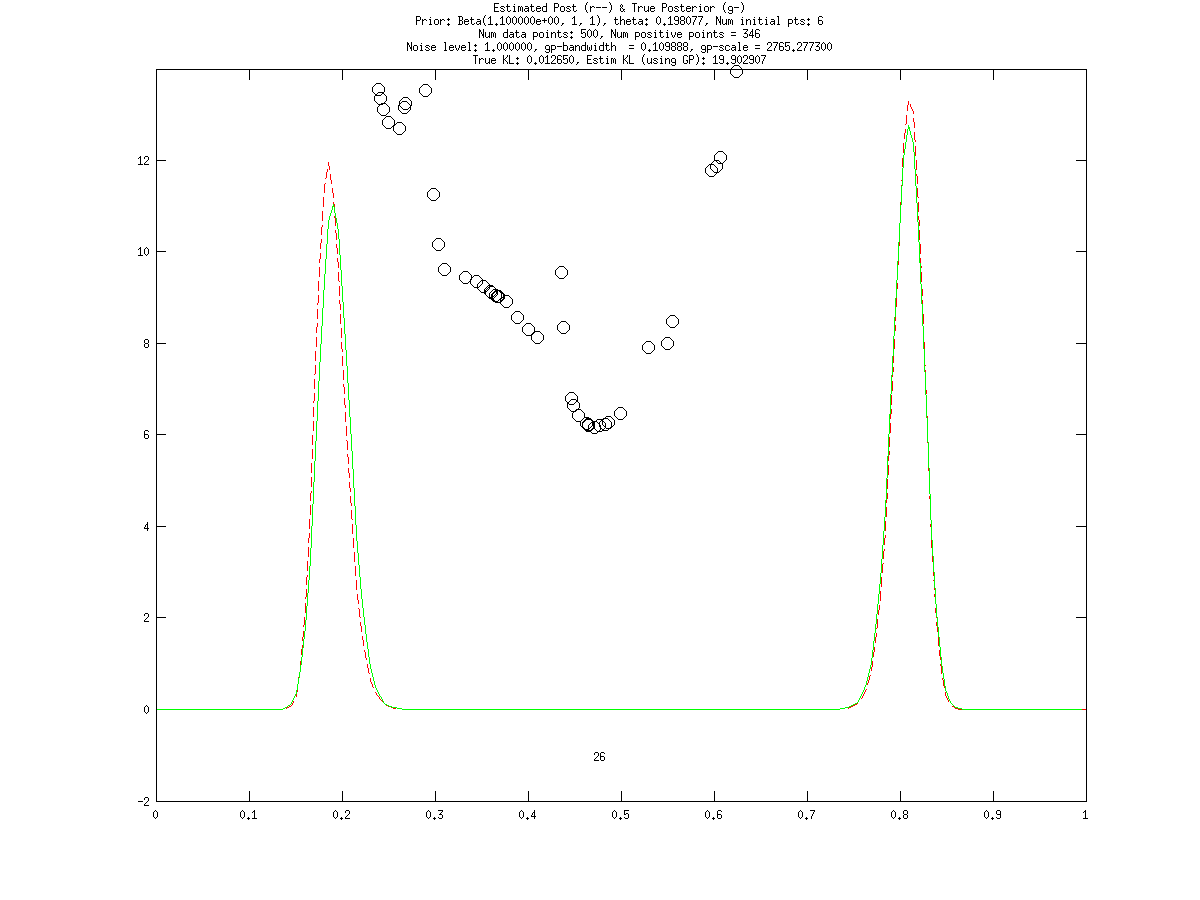 Estimated Post (r--) & True Posterior (g-)
Prior: Beta(1.100000e+00, 1, 1), theta: 0.198077, Num initial pts: 6
Num data points: 500, Num positive points = 346
Noise level: 1.000000, gp-bandwidth  = 0.109888, gp-scale = 2765.277300
True KL: 0.012650, Estim KL (using GP): 19.902907
12
10
8
6
4
2
0
26
-2
0 0.1 0.2 0.3 0.4 0.5 0.6 0.7 0.8 0.9 1